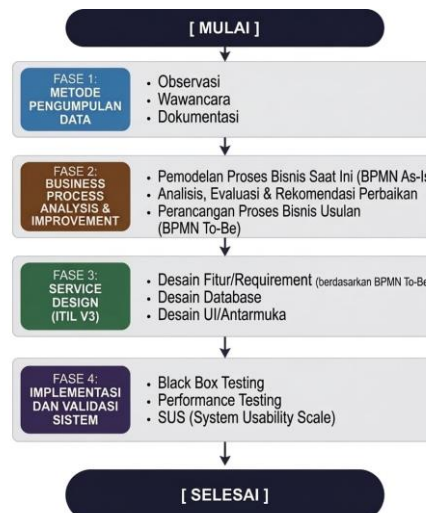 [ MULAI ]
FASE 1:
METODE
PENGUMPULAN
DATA
• Observasi
• Wawancara
• Dokumentasi
FASE 2:
BUSINESS
PROCESS
ANALYSIS &
IMPROVEMENT
• Pemodelan Proses Bisnis Saat Ini (BPMN As-Is
• Analisis, Evaluasi & Rekomendasi Perbaikan
• Perancangan Proses Bisnis Usulan
(BPMN To-Be)
FASE 3:
SERVICE
DESIGN
(ITIL V3)
• Desain Fitur/Requirement (berdasarkan BPMN To-Be
• Desain Database
• Desain UI/Antarmuka
FASE 4:
IMPLEMENTASI
DAN VALIDASI
SISTEM
• Black Box Testing
• Performance Testing
• SUS (System Usability Scale)
[ SELESAI ]